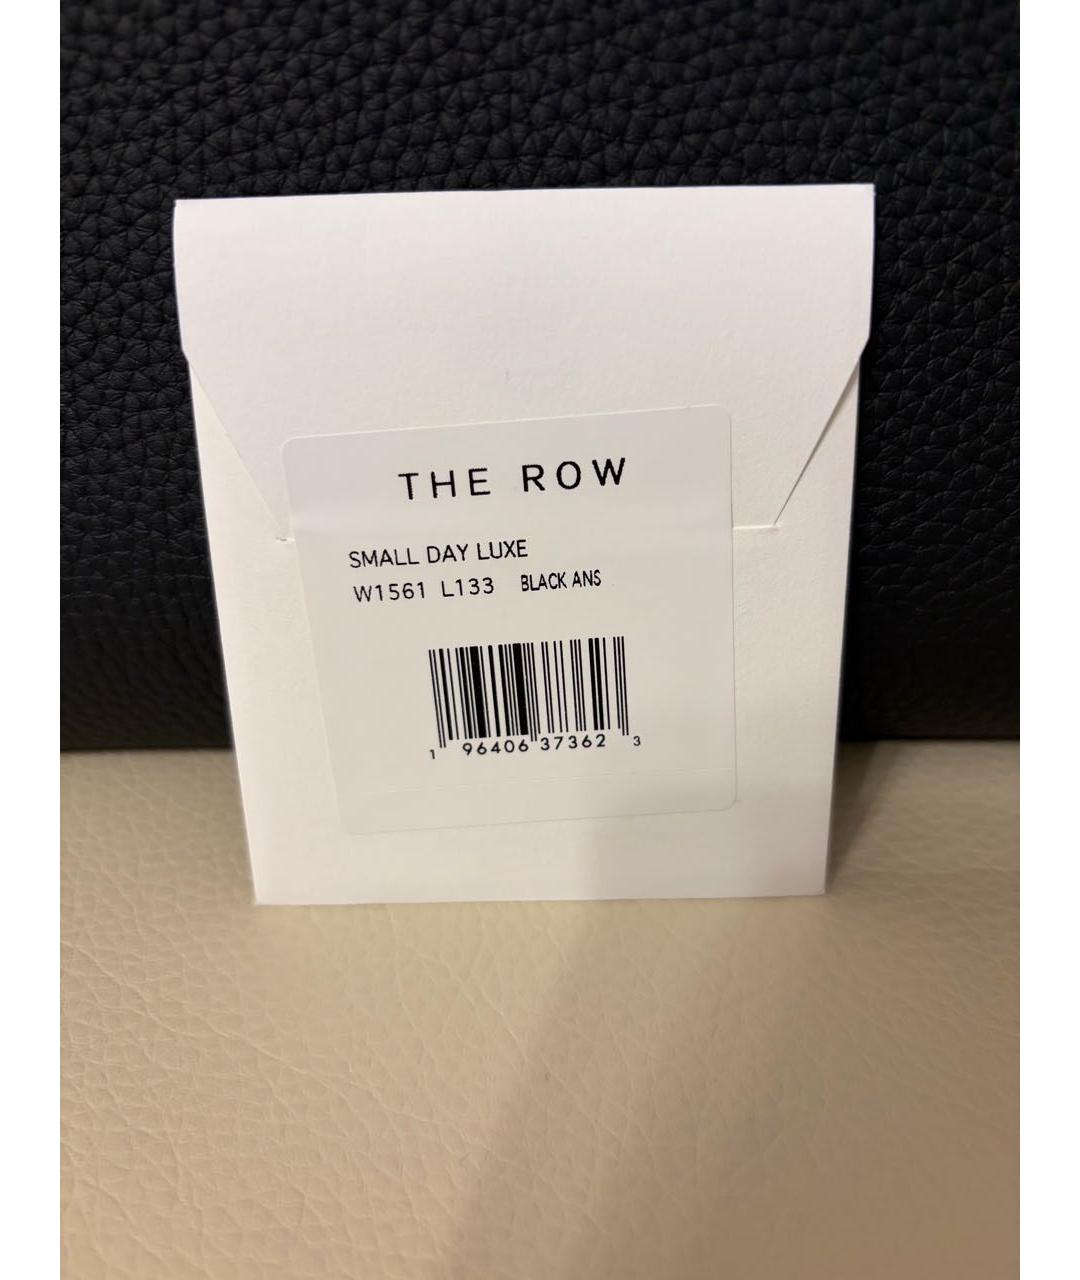 THE ROW
SMALL DAY LUXE
W1561 L133 BLACK ANS
1 96406 37362 3